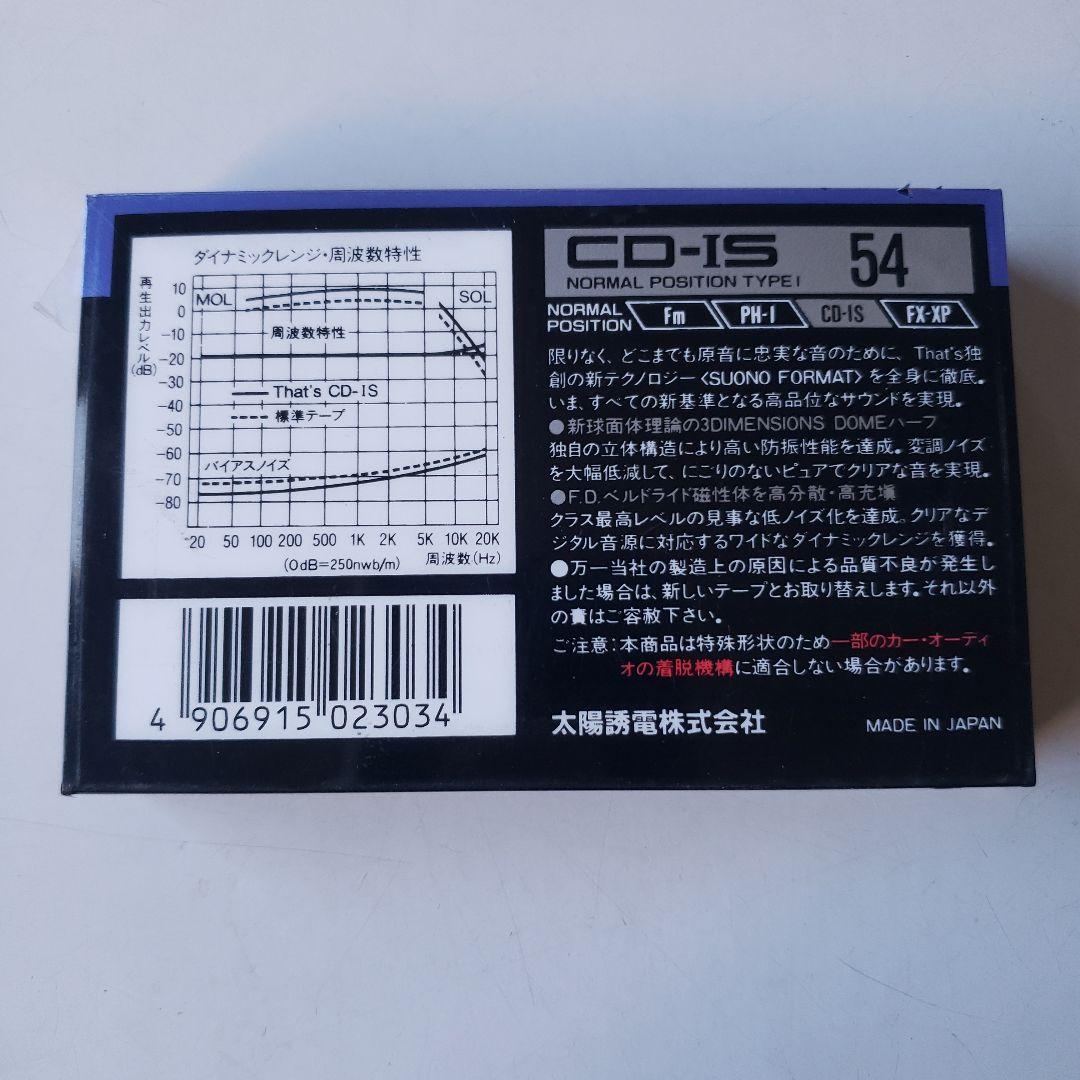 ダイナミックレンジ・周波数特性
再生出力レベル(dB)
10
0
-10
-20
-30
-40
-50
-60
-70
-80
MOL
SOL
周波数特性
That's CD-IS
標準テープ
バイアスノイズ
20 50 100 200 500 1K 2K 5K 10K 20K
(0dB=250nwb/m) 周波数(Hz)
4 906915 023034
CD-IS 54
NORMAL POSITION TYPE I
NORMAL POSITION Fm PH-I CD-IS FX-XP
限りなく、どこまでも原音に忠実な音のために、That's独
創の新テクノロジー〈SUONO FORMAT〉を全身に徹底。
いま、すべての新基準となる高品位なサウンドを実現。
●新球面体理論の3DIMENSIONS DOMEハーフ
独自の立体構造により高い防振性能を達成。変調ノイズ
を大幅低減して、にごりのないピュアでクリアな音を実現。
●F.D.ベルドライド磁性体を高分散・高充塡
クラス最高レベルの見事な低ノイズ化を達成。クリアなデ
ジタル音源に対応するワイドなダイナミックレンジを獲得。
●万一当社の製造上の原因による品質不良が発生し
ました場合は、新しいテープとお取り替えします。それ以外
の責はご容赦下さい。
ご注意:本商品は特殊形状のため一部のカー・オーディ
オの着脱機構に適合しない場合があります。
太陽誘電株式会社
MADE IN JAPAN